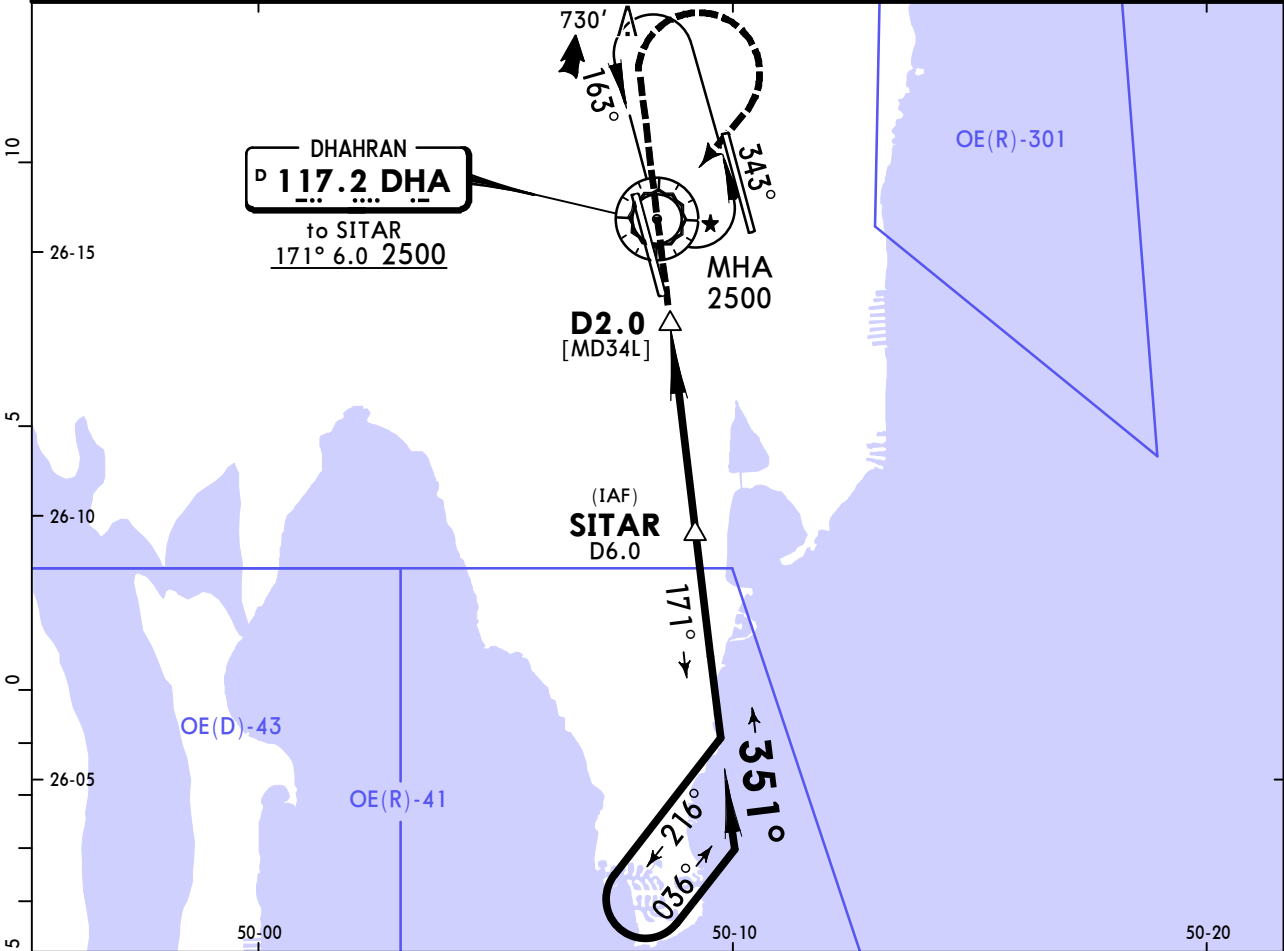 730'
163°
343°
OE(R)-301
DHAHRAN
D 117.2 DHA
to SITAR
171° 6.0 2500
10
26-15
MHA
2500
D2.0
[MD34L]
5
26-10
(IAF)
SITAR
D6.0
171°
0
OE(D)-43
OE(R)-41
26-05
351°
216°
036°
5
50-00
50-10
50-20